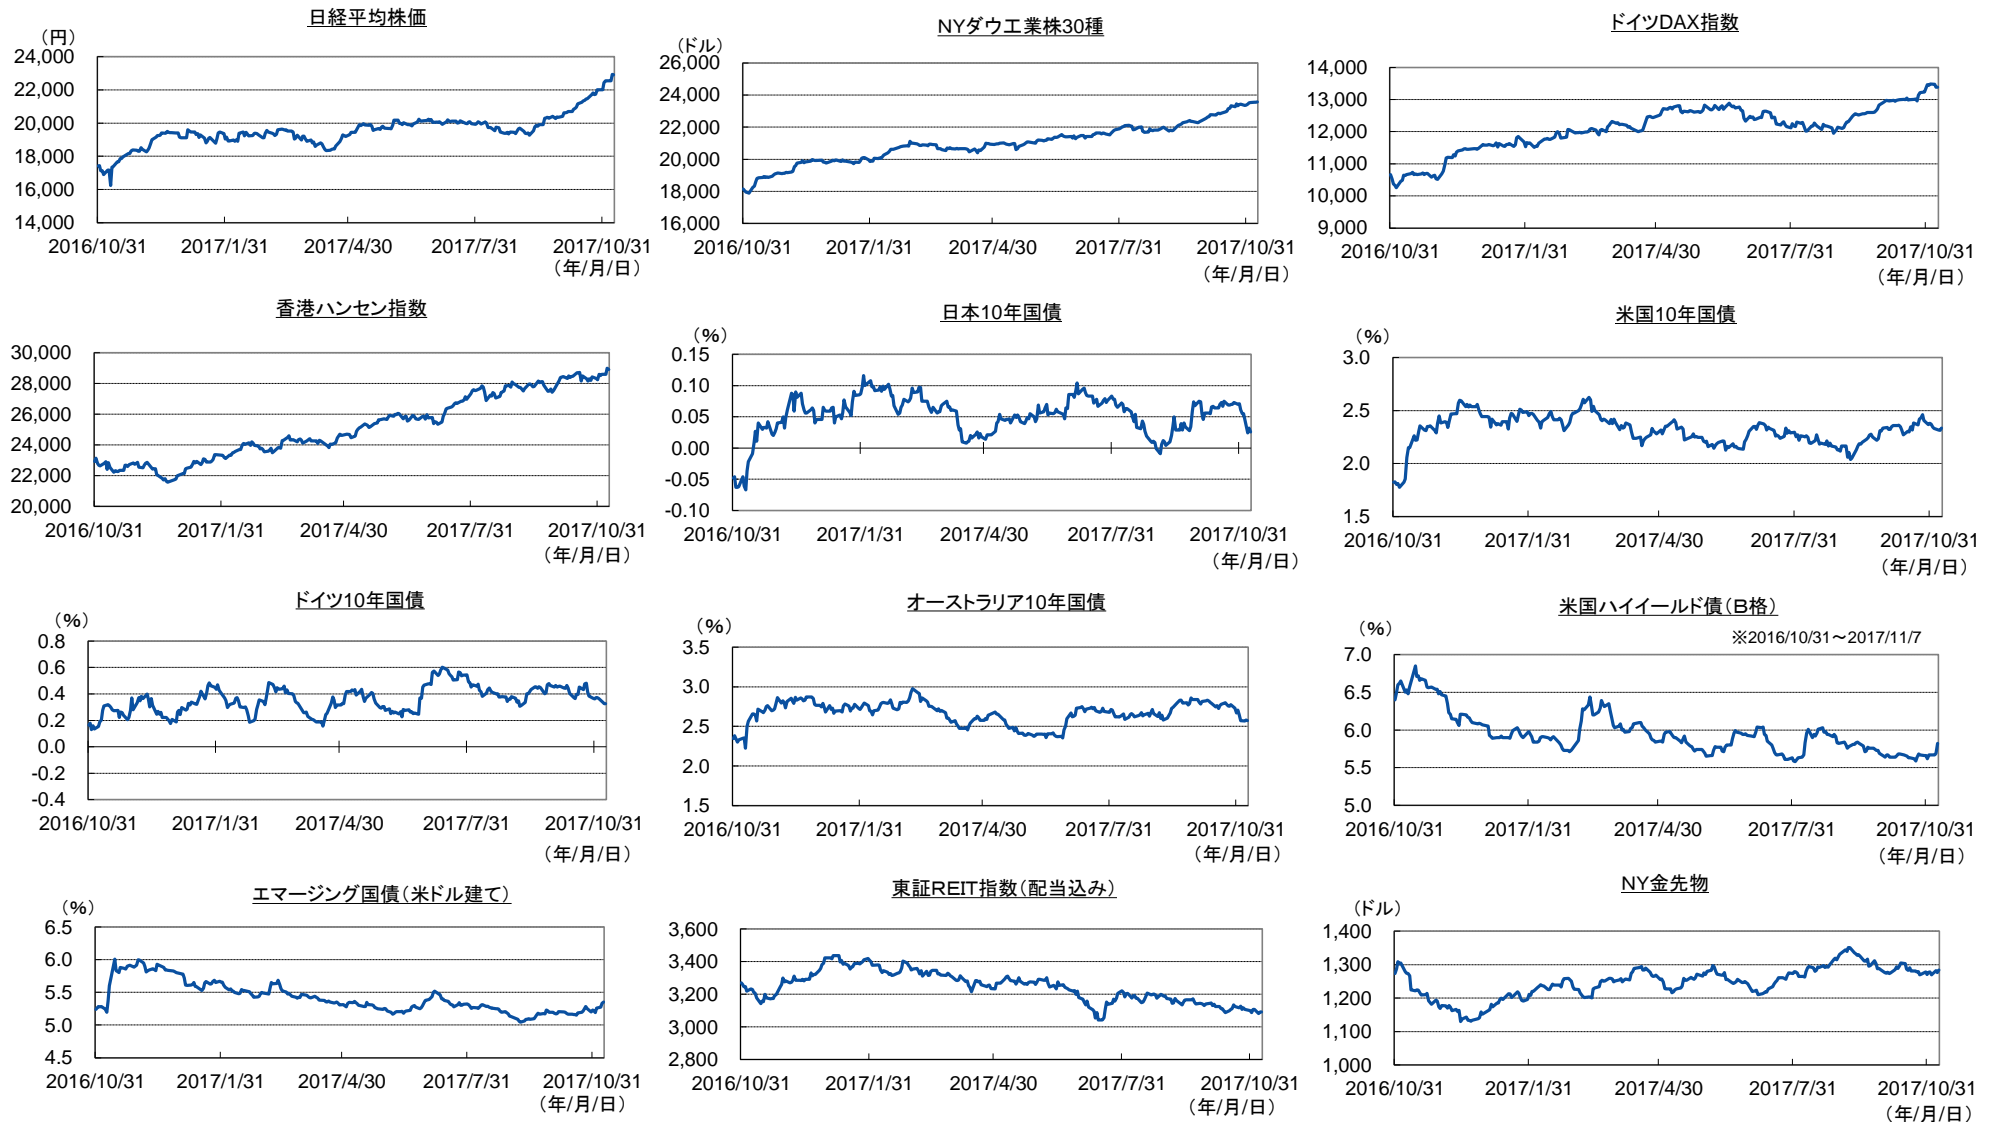 日経平均株価
（円）
24,000
22,000
20,000
18,000
16,000
14,000
2016/10/31 2017/1/31 2017/4/30 2017/7/31 2017/10/31
（年/月/日）
NYダウ工業株30種
（ドル）
26,000
24,000
22,000
20,000
18,000
16,000
2016/10/31 2017/1/31 2017/4/30 2017/7/31 2017/10/31
（年/月/日）
ドイツDAX指数
14,000
13,000
12,000
11,000
10,000
9,000
2016/10/31 2017/1/31 2017/4/30 2017/7/31 2017/10/31
（年/月/日）
香港ハンセン指数
30,000
28,000
26,000
24,000
22,000
20,000
2016/10/31 2017/1/31 2017/4/30 2017/7/31 2017/10/31
（年/月/日）
日本10年国債
（%）
0.15
0.10
0.05
0.00
-0.05
-0.10
2016/10/31 2017/1/31 2017/4/30 2017/7/31 2017/10/31
（年/月/日）
米国10年国債
（%）
3.0
2.5
2.0
1.5
2016/10/31 2017/1/31 2017/4/30 2017/7/31 2017/10/31
（年/月/日）
ドイツ10年国債
（%）
0.8
0.6
0.4
0.2
0.0
-0.2
-0.4
2016/10/31 2017/1/31 2017/4/30 2017/7/31 2017/10/31
（年/月/日）
オーストラリア10年国債
（%）
3.5
3.0
2.5
2.0
1.5
2016/10/31 2017/1/31 2017/4/30 2017/7/31 2017/10/31
（年/月/日）
米国ハイイールド債（Ｂ格）
（%）
※2016/10/31～2017/11/7
7.0
6.5
6.0
5.5
5.0
2016/10/31 2017/1/31 2017/4/30 2017/7/31 2017/10/31
（年/月/日）
エマージング国債（米ドル建て）
（%）
6.5
6.0
5.5
5.0
4.5
2016/10/31 2017/1/31 2017/4/30 2017/7/31 2017/10/31
（年/月/日）
東証REIT指数（配当込み）
3,600
3,400
3,200
3,000
2,800
2016/10/31 2017/1/31 2017/4/30 2017/7/31 2017/10/31
（年/月/日）
NY金先物
（ドル）
1,400
1,300
1,200
1,100
1,000
2016/10/31 2017/1/31 2017/4/30 2017/7/31 2017/10/31
（年/月/日）